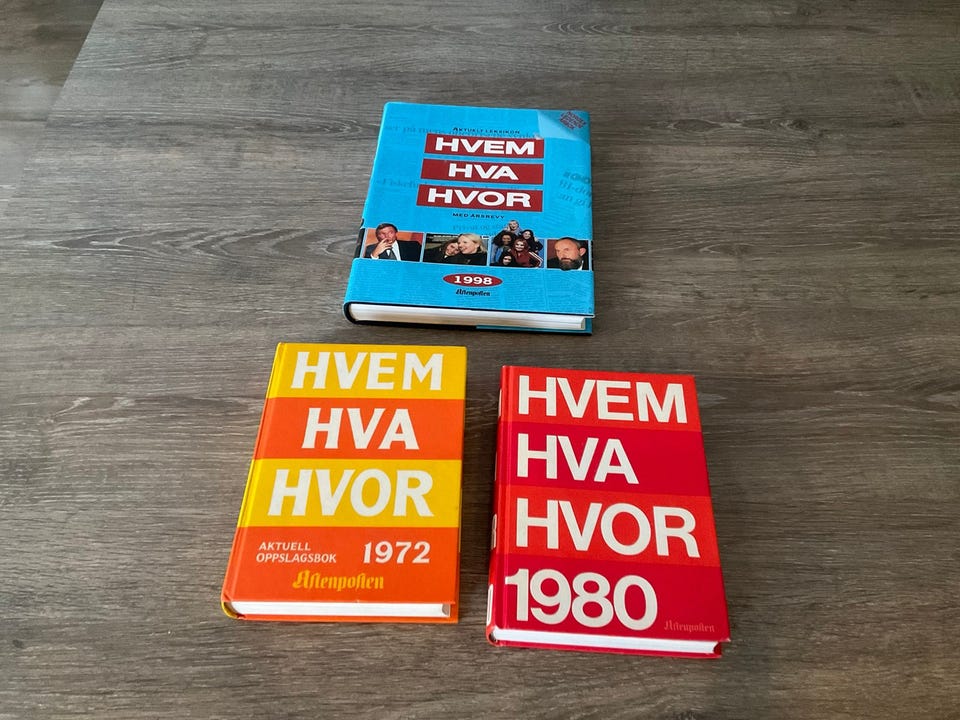 AKTUELT LEKSIKON
HVEM
HVA
HVOR
MED ÅRSREVY
1998
Aftenposten
HVEM
HVA
HVOR
AKTUELL
OPPSLAGSBOK 1972
Aftenposten
HVEM
HVA
HVOR
1980
Aftenposten